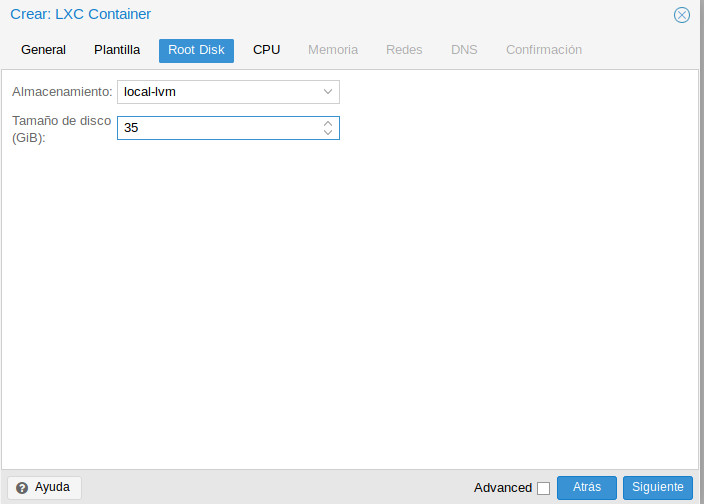 Crear: LXC Container
General Plantilla Root Disk CPU Memoria Redes DNS Confirmación
Almacenamiento: local-lvm
Tamaño de disco
(GiB): 35
Ayuda Advanced Atrás Siguiente